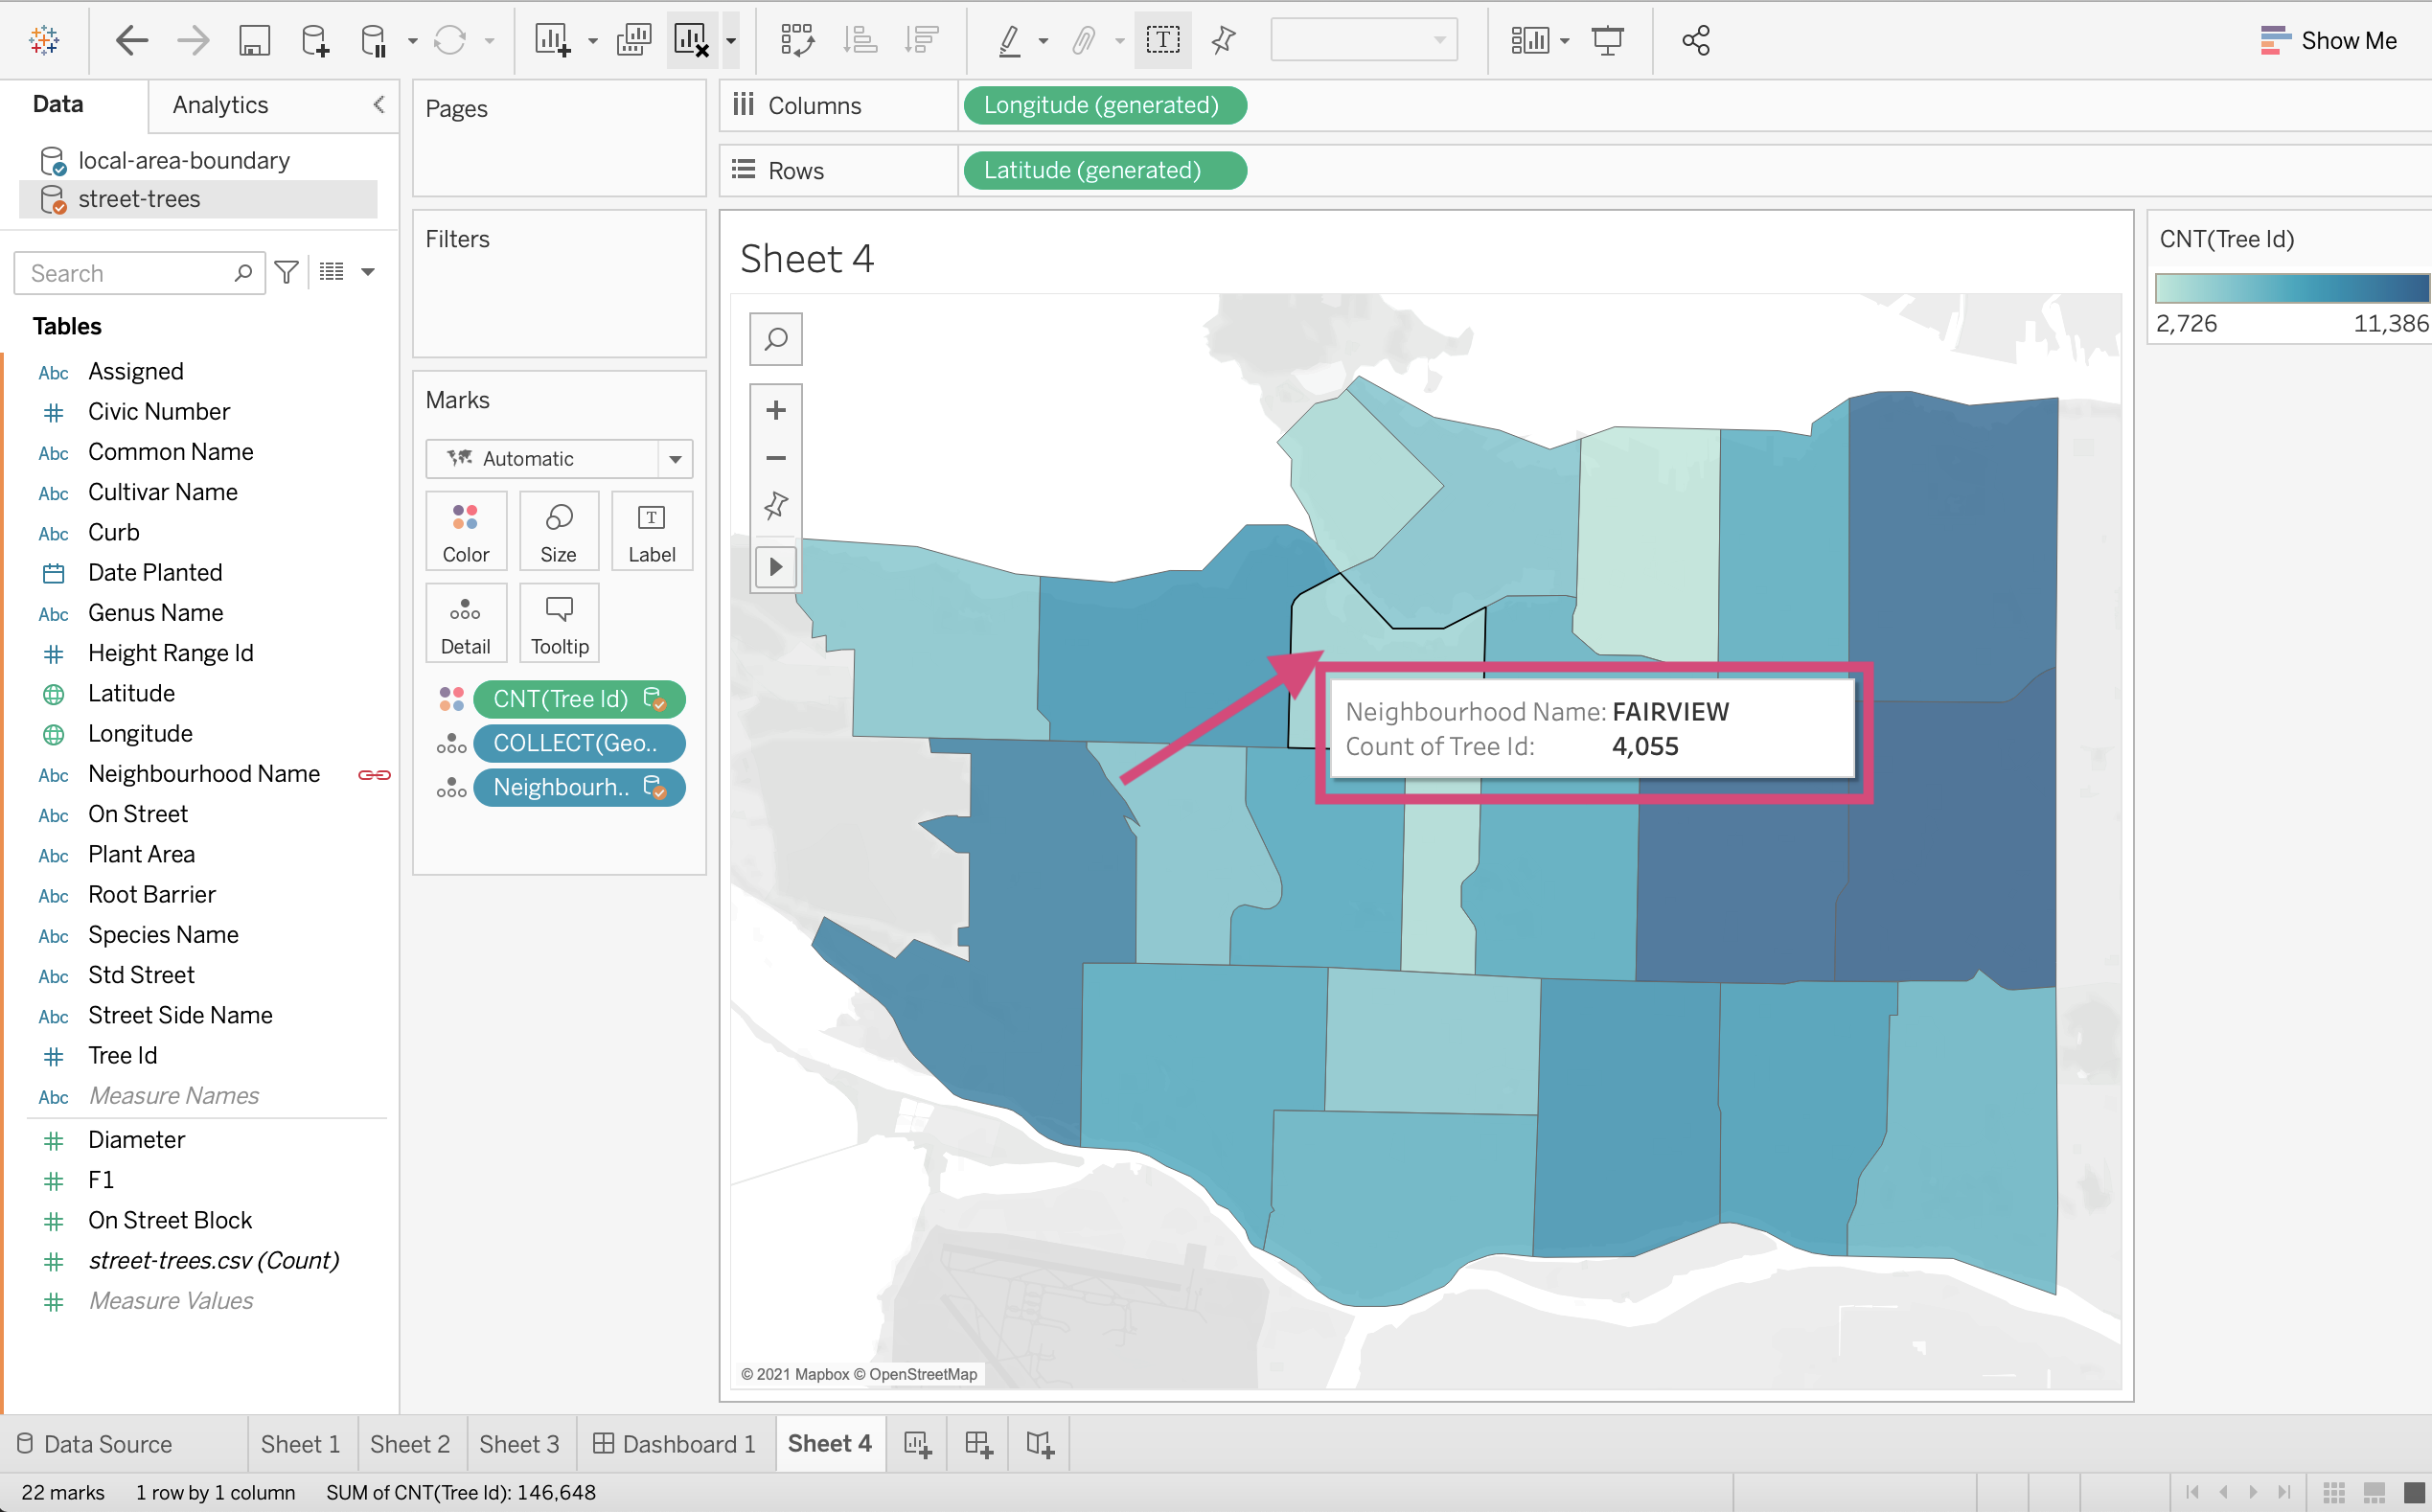 Show Me
Data
Analytics
local-area-boundary
street-trees
Search
Tables
Abc Assigned
Civic Number
Abc Common Name
Abc Cultivar Name
Abc Curb
Date Planted
Abc Genus Name
Height Range Id
Latitude
Longitude
Abc Neighbourhood Name
Abc On Street
Abc Plant Area
Abc Root Barrier
Abc Species Name
Abc Std Street
Abc Street Side Name
Tree Id
Abc Measure Names
Diameter
F1
On Street Block
street-trees.csv (Count)
Measure Values
Pages
Filters
Marks
Automatic
Color
Size
T
Label
Detail
Tooltip
CNT(Tree Id)
COLLECT(Geo..
Neighbourh..
Columns
Longitude (generated)
Rows
Latitude (generated)
Sheet 4
Neighbourhood Name: FAIRVIEW
Count of Tree Id: 4,055
© 2021 Mapbox © OpenStreetMap
CNT(Tree Id)
2,726
11,386
Data Source
Sheet 1
Sheet 2
Sheet 3
Dashboard 1
Sheet 4
22 marks
1 row by 1 column
SUM of CNT(Tree Id): 146,648